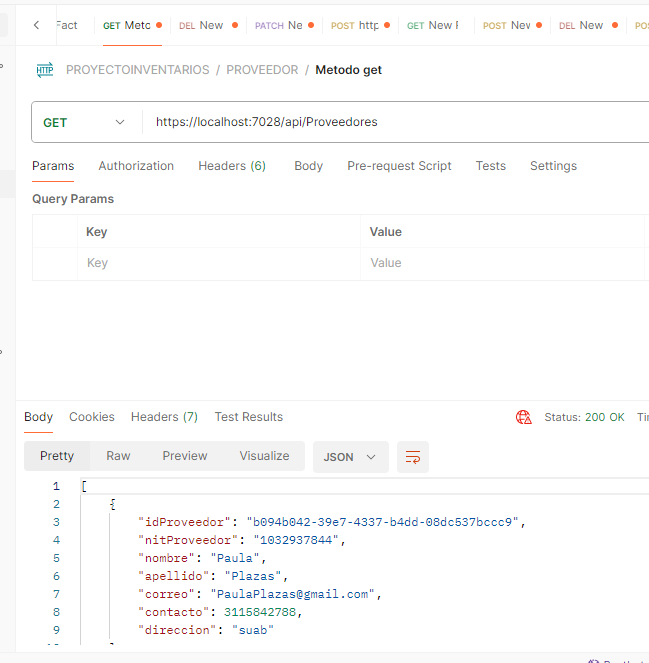 Fact GET Metc DEL New PATCH Ne POST http GET New F POST New DEL New POS
HTTP PROYECTOINVENTARIOS / PROVEEDOR / Metodo get
GET https://localhost:7028/api/Proveedores
Params Authorization Headers (6) Body Pre-request Script Tests Settings
Query Params
Key Value
Key Value
Body Cookies Headers (7) Test Results Status: 200 OK Ti
Pretty Raw Preview Visualize JSON
1 [
2 {
3 "idProveedor": "b094b042-39e7-4337-b4dd-08dc537bccc9",
4 "nitProveedor": "1032937844",
5 "nombre": "Paula",
6 "apellido": "Plazas",
7 "correo": "PaulaPlazas@gmail.com",
8 "contacto": 3115842788,
9 "direccion": "suab"